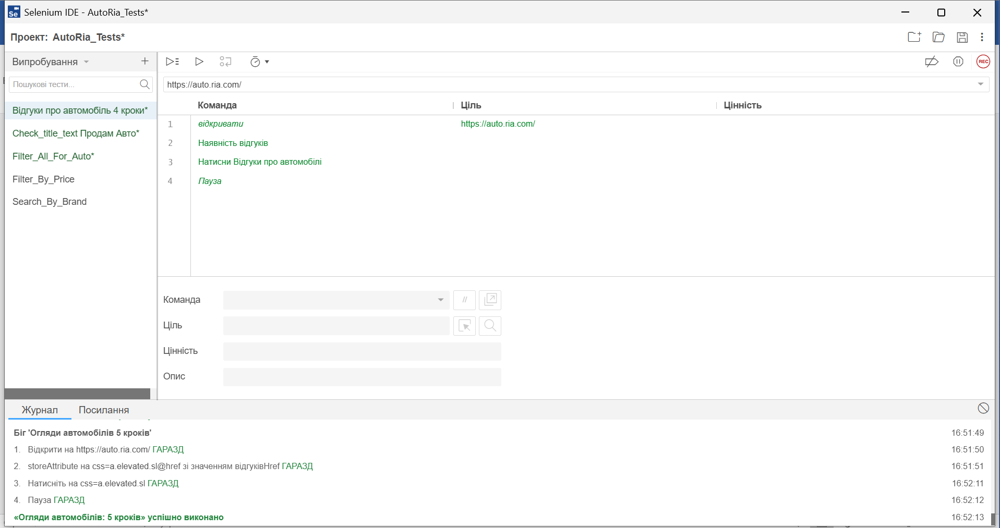 Selenium IDE - AutoRia_Tests*
Проект: AutoRia_Tests*
Випробування
REC
Пошукові тести...
https://auto.ria.com/
Відгуки про автомобіль 4 кроки*
Check_title_text Продам Авто*
Filter_All_For_Auto*
Filter_By_Price
Search_By_Brand
Команда Ціль Цінність
1 відкривати https://auto.ria.com/
2 Наявність відгуків
3 Натисни Відгуки про автомобілі
4 Пауза
Команда //
Ціль
Цінність
Опис
Журнал Посилання
Біг 'Огляди автомобілів 5 кроків' 16:51:49
1. Відкрити на https://auto.ria.com/ ГАРАЗД 16:51:50
2. storeAttribute на css=a.elevated.sl@href зі значенням відгуківHref ГАРАЗД 16:51:51
3. Натисніть на css=a.elevated.sl ГАРАЗД 16:52:11
4. Пауза ГАРАЗД 16:52:12
«Огляди автомобілів: 5 кроків» успішно виконано 16:52:13